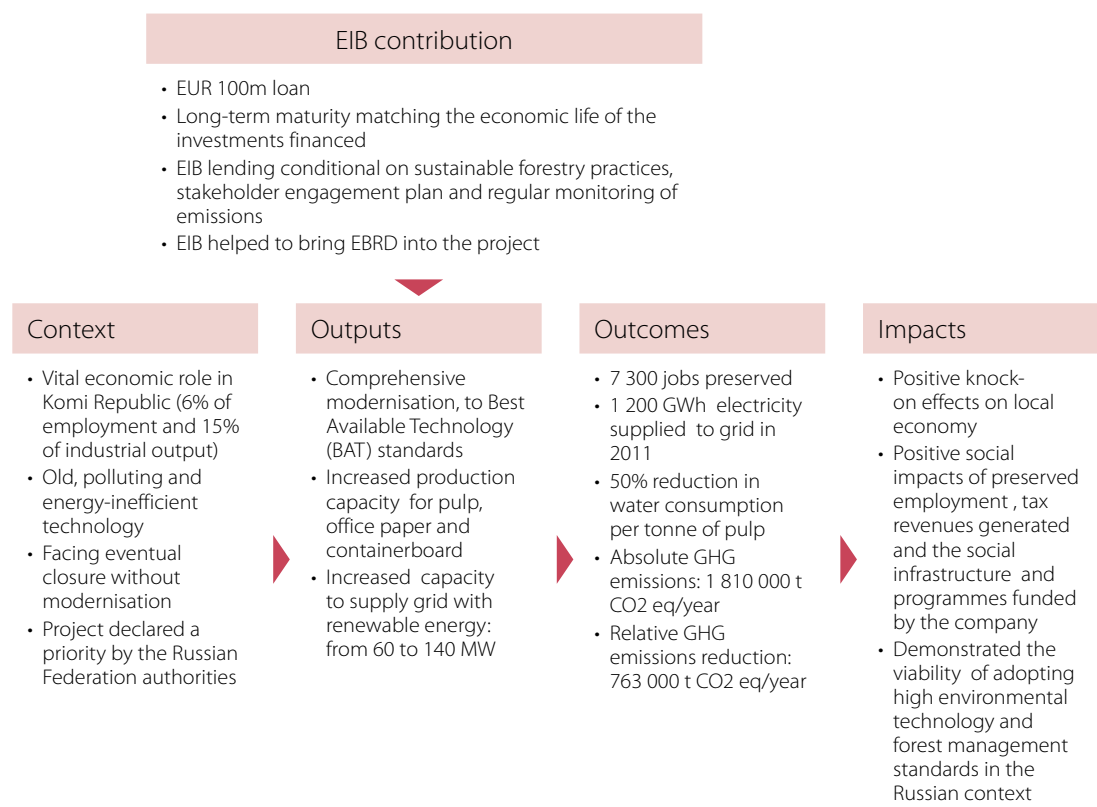 EIB contribution
• EUR 100m loan
• Long-term maturity matching the economic life of the
investments financed
• EIB lending conditional on sustainable forestry practices,
stakeholder engagement plan and regular monitoring of
emissions
• EIB helped to bring EBRD into the project
Context
• Vital economic role in
Komi Republic (6% of
employment and 15%
of industrial output)
• Old, polluting and
energy-inefficient
technology
• Facing eventual
closure without
modernisation
• Project declared a
priority by the Russian
Federation authorities
Outputs
• Comprehensive
modernisation, to Best
Available Technology
(BAT) standards
• Increased production
capacity for pulp,
office paper and
containerboard
• Increased capacity
to supply grid with
renewable energy:
from 60 to 140 MW
Outcomes
• 7 300 jobs preserved
• 1 200 GWh electricity
supplied to grid in
2011
• 50% reduction in
water consumption
per tonne of pulp
• Absolute GHG
emissions: 1 810 000 t
CO2 eq/year
• Relative GHG
emissions reduction:
763 000 t CO2 eq/year
Impacts
• Positive knock-
on effects on local
economy
• Positive social
impacts of preserved
employment , tax
revenues generated
and the social
infrastructure and
programmes funded
by the company
• Demonstrated the
viability of adopting
high environmental
technology and
forest management
standards in the
Russian context